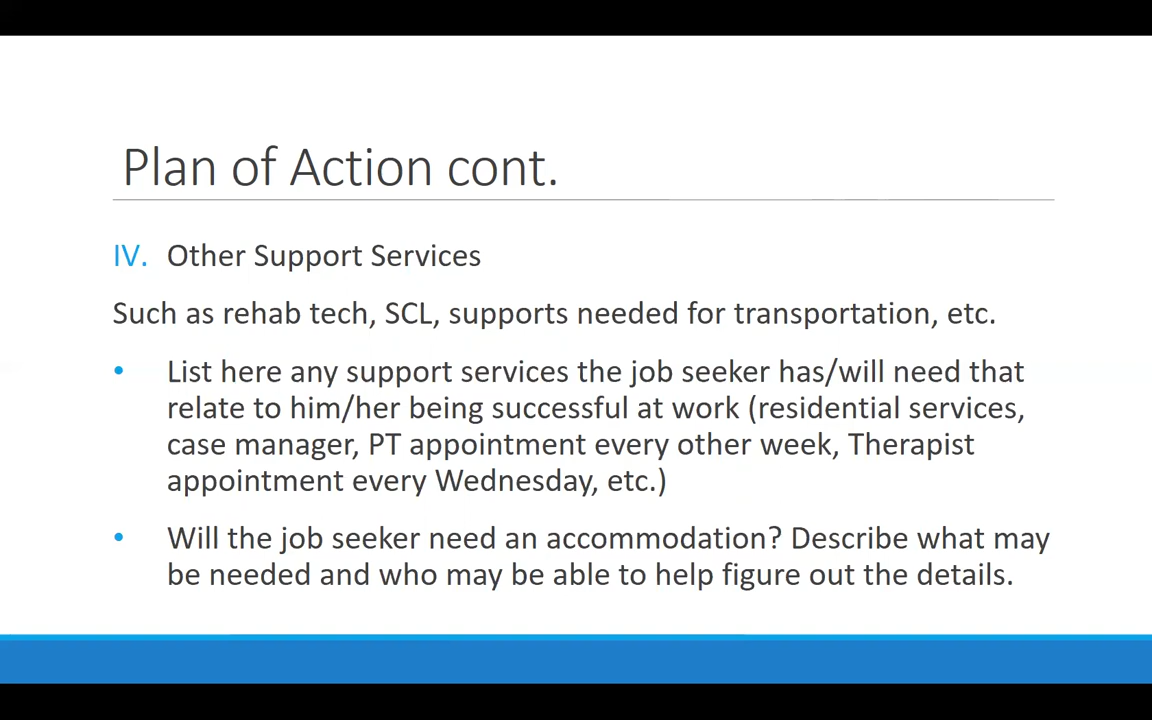 Plan of Action cont.
IV. Other Support Services
Such as rehab tech, SCL, supports needed for transportation, etc.
• List here any support services the job seeker has/will need that
relate to him/her being successful at work (residential services,
case manager, PT appointment every other week, Therapist
appointment every Wednesday, etc.)
• Will the job seeker need an accommodation? Describe what may
be needed and who may be able to help figure out the details.